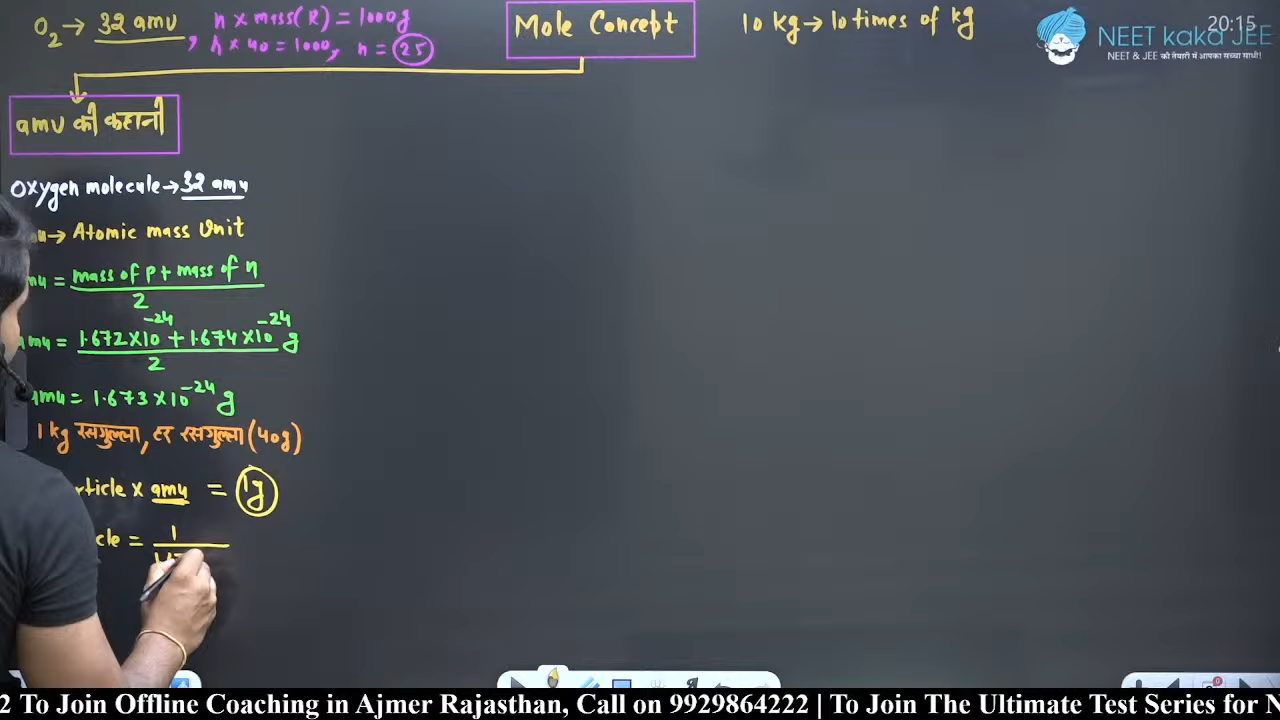 O₂ → 32 amu, n × mass(R) = 1000g
n × 40 = 1000, n = 25
Mole Concept
10 kg → 10 times of kg
20:15
NEET kaka JEE
NEET & JEE की तैयारी में आपका सच्चा साथी!
amu की कहानी
Oxygen molecule → 32 amu
→ Atomic mass Unit
= mass of p + mass of n / 2
amu = 1.672×10⁻²⁴ + 1.674×10⁻²⁴ g / 2
amu = 1.673×10⁻²⁴ g
1 kg रसगुल्ला, हर रसगुल्ला (40g)
rticle × amu = 1g
cle = 1
2 To Join Offline Coaching in Ajmer Rajasthan, Call on 9929864222 | To Join The Ultimate Test Series for N